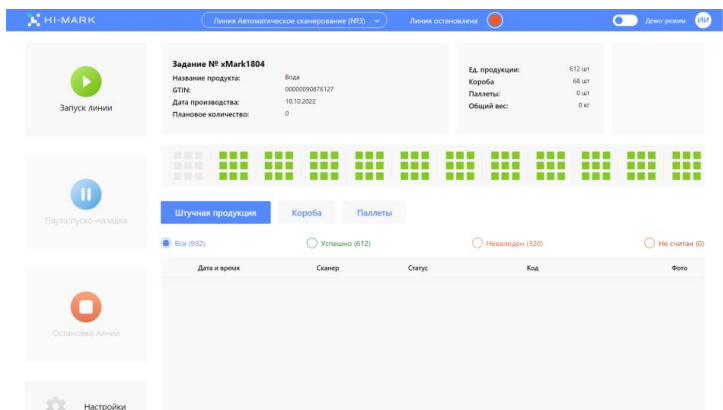 HI-MARK
Линия Автоматическое сканирование (№3)
Линия остановлена
Демо-режим
ИИ
Запуск линии
Задание № xMark1804
Название продукта: Вода
GTIN: 00000090876127
Дата производства: 10.10.2022
Плановое количество: 0
Ед. продукции: 612 шт
Короба 68 шт
Паллеты: 0 шт
Общий вес: 0 кг
Пауза/пуско-наладка
Штучная продукция Короба Паллеты
Все (932) Успешно (612) Невалиден (320) Не считан (0)
Дата и время Сканер Статус Код Фото
Остановка линии
Настройки